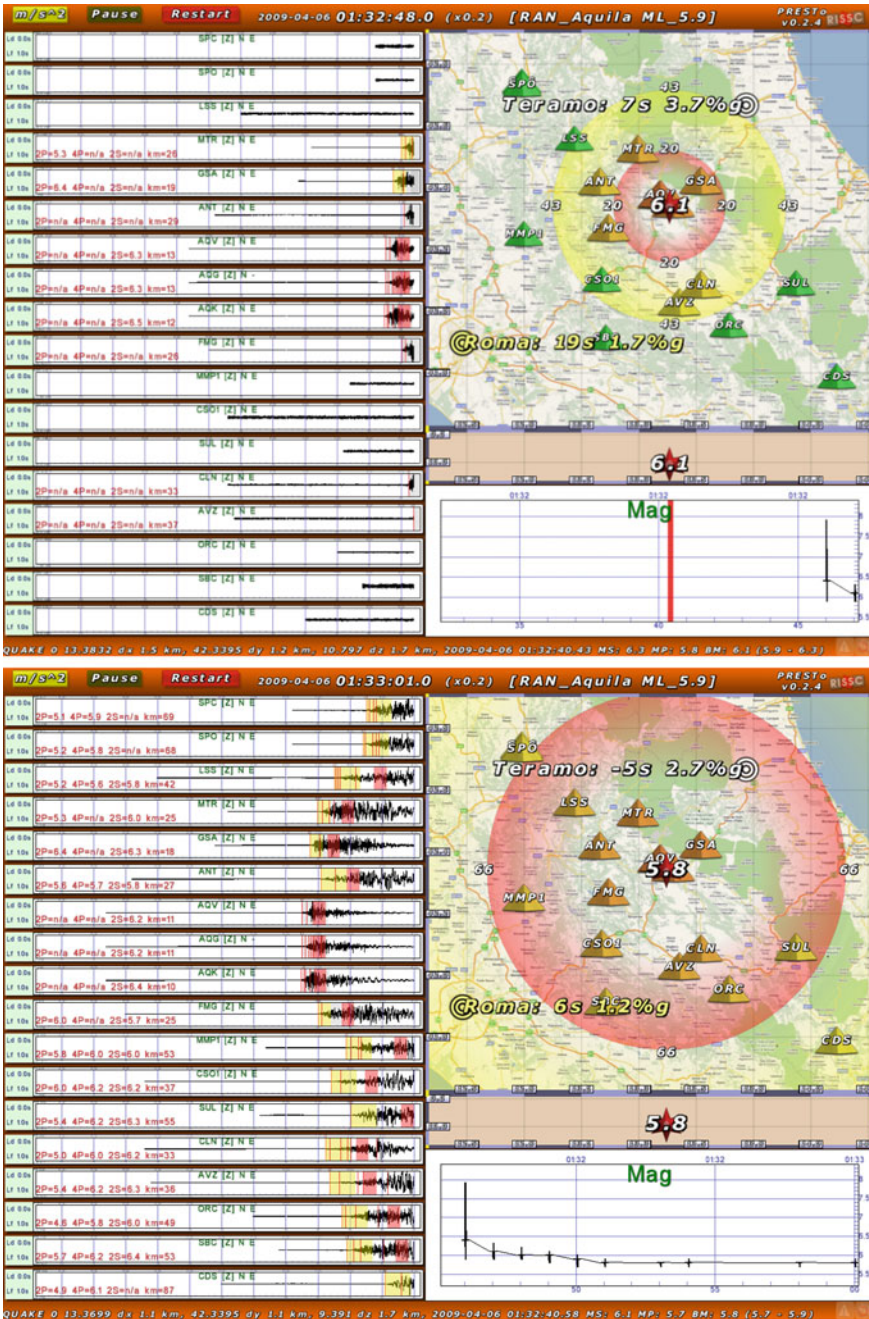 m/s^2 Pause Restart 2009-04-06 01:32:48.0 (x0.2) [RAN_Aquila ML_5.9] PRESTo v0.2.4 RISSC
SPC [Z] N E
SPO [Z] N E
LSS [Z] N E
MTR [Z] N E
2P=5.3 4P=n/a 2S=n/a km=26
GSA [Z] N E
2P=6.4 4P=n/a 2S=n/a km=19
ANT [Z] N E
2P=n/a 4P=n/a 2S=n/a km=29
AQV [Z] N E
2P=n/a 4P=n/a 2S=6.3 km=13
AQG [Z] N -
2P=n/a 4P=n/a 2S=6.3 km=13
AQK [Z] N E
2P=n/a 4P=n/a 2S=6.5 km=12
FMG [Z] N E
2P=n/a 4P=n/a 2S=n/a km=26
MMP1 [Z] N E
CSO1 [Z] N E
SUL [Z] N E
CLN [Z] N E
2P=n/a 4P=n/a 2S=n/a km=33
AVZ [Z] N E
2P=n/a 4P=n/a 2S=n/a km=37
ORC [Z] N E
SBC [Z] N E
CDS [Z] N E
SPO
43
Teramo: 7s 3.7%g
LSS
MTR 20
ANT GSA
43 20 6.1 20 43
MMP1 FMG
20
CSO1 CLN SUL
AVZ
43 ORC
Roma: 19s 1.7%g
CDS
6.1
01:32 01:32 01:32
Mag
35 40 45
QUAKE 0 13.3832 dx 1.5 km, 42.3395 dy 1.2 km, 10.797 dz 1.7 km, 2009-04-06 01:32:40.43 MS: 6.3 MP: 5.8 BM: 6.1 (5.9 - 6.3)
m/s^2 Pause Restart 2009-04-06 01:33:01.0 (x0.2) [RAN_Aquila ML_5.9] PRESTo v0.2.4 RISSC
SPC [Z] N E
2P=5.1 4P=5.9 2S=n/a km=69
SPO [Z] N E
2P=5.2 4P=5.8 2S=n/a km=68
LSS [Z] N E
2P=5.2 4P=5.6 2S=5.8 km=42
MTR [Z] N E
2P=5.3 4P=n/a 2S=6.0 km=25
GSA [Z] N E
2P=6.4 4P=n/a 2S=6.3 km=18
ANT [Z] N E
2P=5.6 4P=5.7 2S=5.8 km=27
AQV [Z] N E
2P=n/a 4P=n/a 2S=6.2 km=11
AQG [Z] N -
2P=n/a 4P=n/a 2S=6.2 km=11
AQK [Z] N E
2P=n/a 4P=n/a 2S=6.4 km=10
FMG [Z] N E
2P=6.0 4P=n/a 2S=5.7 km=25
MMP1 [Z] N E
2P=5.8 4P=6.0 2S=6.0 km=53
CSO1 [Z] N E
2P=6.0 4P=6.2 2S=6.2 km=37
SUL [Z] N E
2P=5.4 4P=6.2 2S=6.3 km=55
CLN [Z] N E
2P=5.0 4P=6.0 2S=6.2 km=33
AVZ [Z] N E
2P=5.4 4P=6.2 2S=6.3 km=36
ORC [Z] N E
2P=4.6 4P=5.8 2S=6.0 km=49
SBC [Z] N E
2P=5.7 4P=6.2 2S=6.4 km=53
CDS [Z] N E
2P=4.9 4P=6.1 2S=n/a km=87
SPO
Teramo: -5s 2.7%g
LSS MTR
ANT AQV GSA
66 5.8 66
MMP1 FMG
CSO1 CLN SUL
AVZ
ORC
Roma: 6s 1.2%g
CDS
66
5.8
01:32 01:32 01:33
Mag
50 55 60
QUAKE 0 13.3699 dx 1.1 km, 42.3395 dy 1.1 km, 9.391 dz 1.7 km, 2009-04-06 01:32:40.58 MS: 6.1 MP: 5.7 BM: 5.8 (5.7 - 5.9)